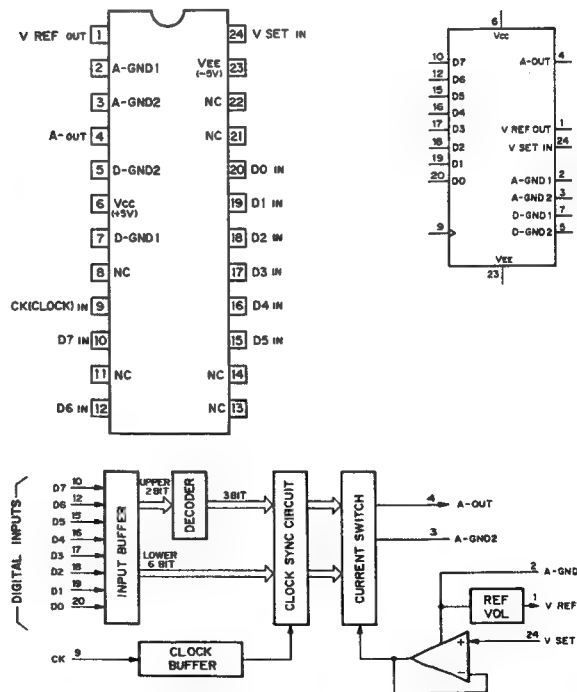 V REF OUT 1
24 V SET IN
2 A-GND1
VEE (-5V) 23
3 A-GND2
NC 22
A-OUT 4
NC 21
5 D-GND2
20 D0 IN
6 VCC (+5V)
19 D1 IN
7 D-GND1
18 D2 IN
8 NC
17 D3 IN
CK(CLOCK) IN 9
16 D4 IN
D7 IN 10
15 D5 IN
11 NC
NC 14
D6 IN 12
NC 13
6
VCC
10 D7
A-OUT 4
12 D6
15 D5
16 D4
17 D3
V REF OUT 1
18 D2
V SET IN 24
19 D1
20 D0
A-GND1 2
A-GND2 3
D-GND1 7
9
D-GND2 5
VEE
23
DIGITAL INPUTS
D7 10
D6 12
D5 15
D4 16
D3 17
D2 18
D1 19
D0 20
INPUT BUFFER
UPPER 2 BIT
DECODER
3 BIT
LOWER 6 BIT
CLOCK SYNC CIRCUIT
CURRENT SWITCH
4 A-OUT
3 A-GND2
2 A-GND
REF VOL
1 V REF
24 V SET
+
-
CK 9
CLOCK BUFFER